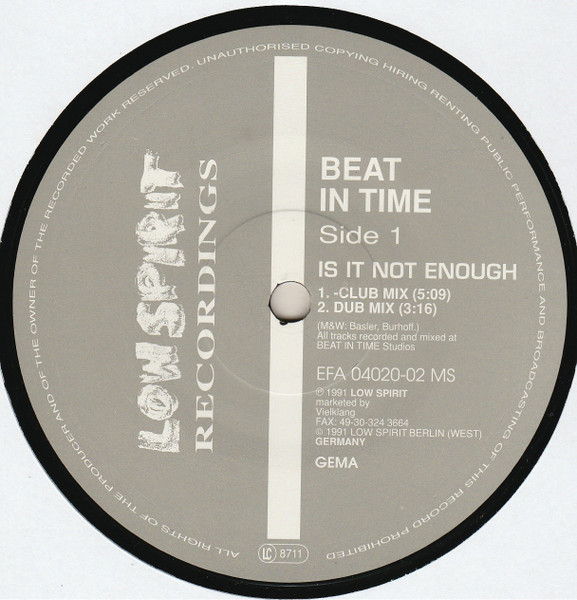 ALL RIGHTS OF THE PRODUCER AND OF THE OWNER OF THE RECORDED WORK RESERVED. UNAUTHORISED COPYING HIRING RENTING PUBLIC PERFORMANCE AND BROADCASTING OF THIS RECORD PROHIBITED
LOW SPIRIT
RECORDINGS
BEAT
IN TIME
Side 1
IS IT NOT ENOUGH
1. -CLUB MIX (5:09)
2. DUB MIX (3:16)
(M&W: Basler, Burhoff.)
All tracks recorded and mixed at
BEAT IN TIME Studios
EFA 04020-02 MS
℗ 1991 LOW SPIRIT
marketed by
Vielklang
FAX: 49-30-324 3664
© 1991 LOW SPIRIT BERLIN (WEST)
GERMANY
GEMA
LC 8711